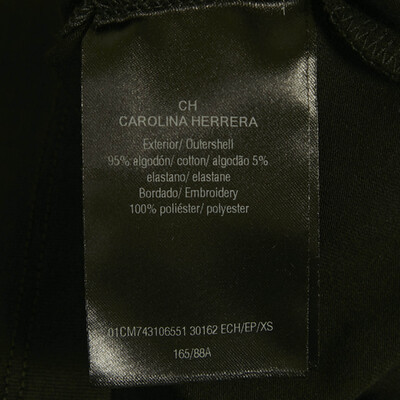 CH
CAROLINA HERRERA
Exterior/ Outershell
95% algodón/ cotton/ algodão 5%
elastano/ elastane
Bordado/ Embroidery
100% poliéster/ polyester
01CM743106551 30162 ECH/EP/XS
165/88A